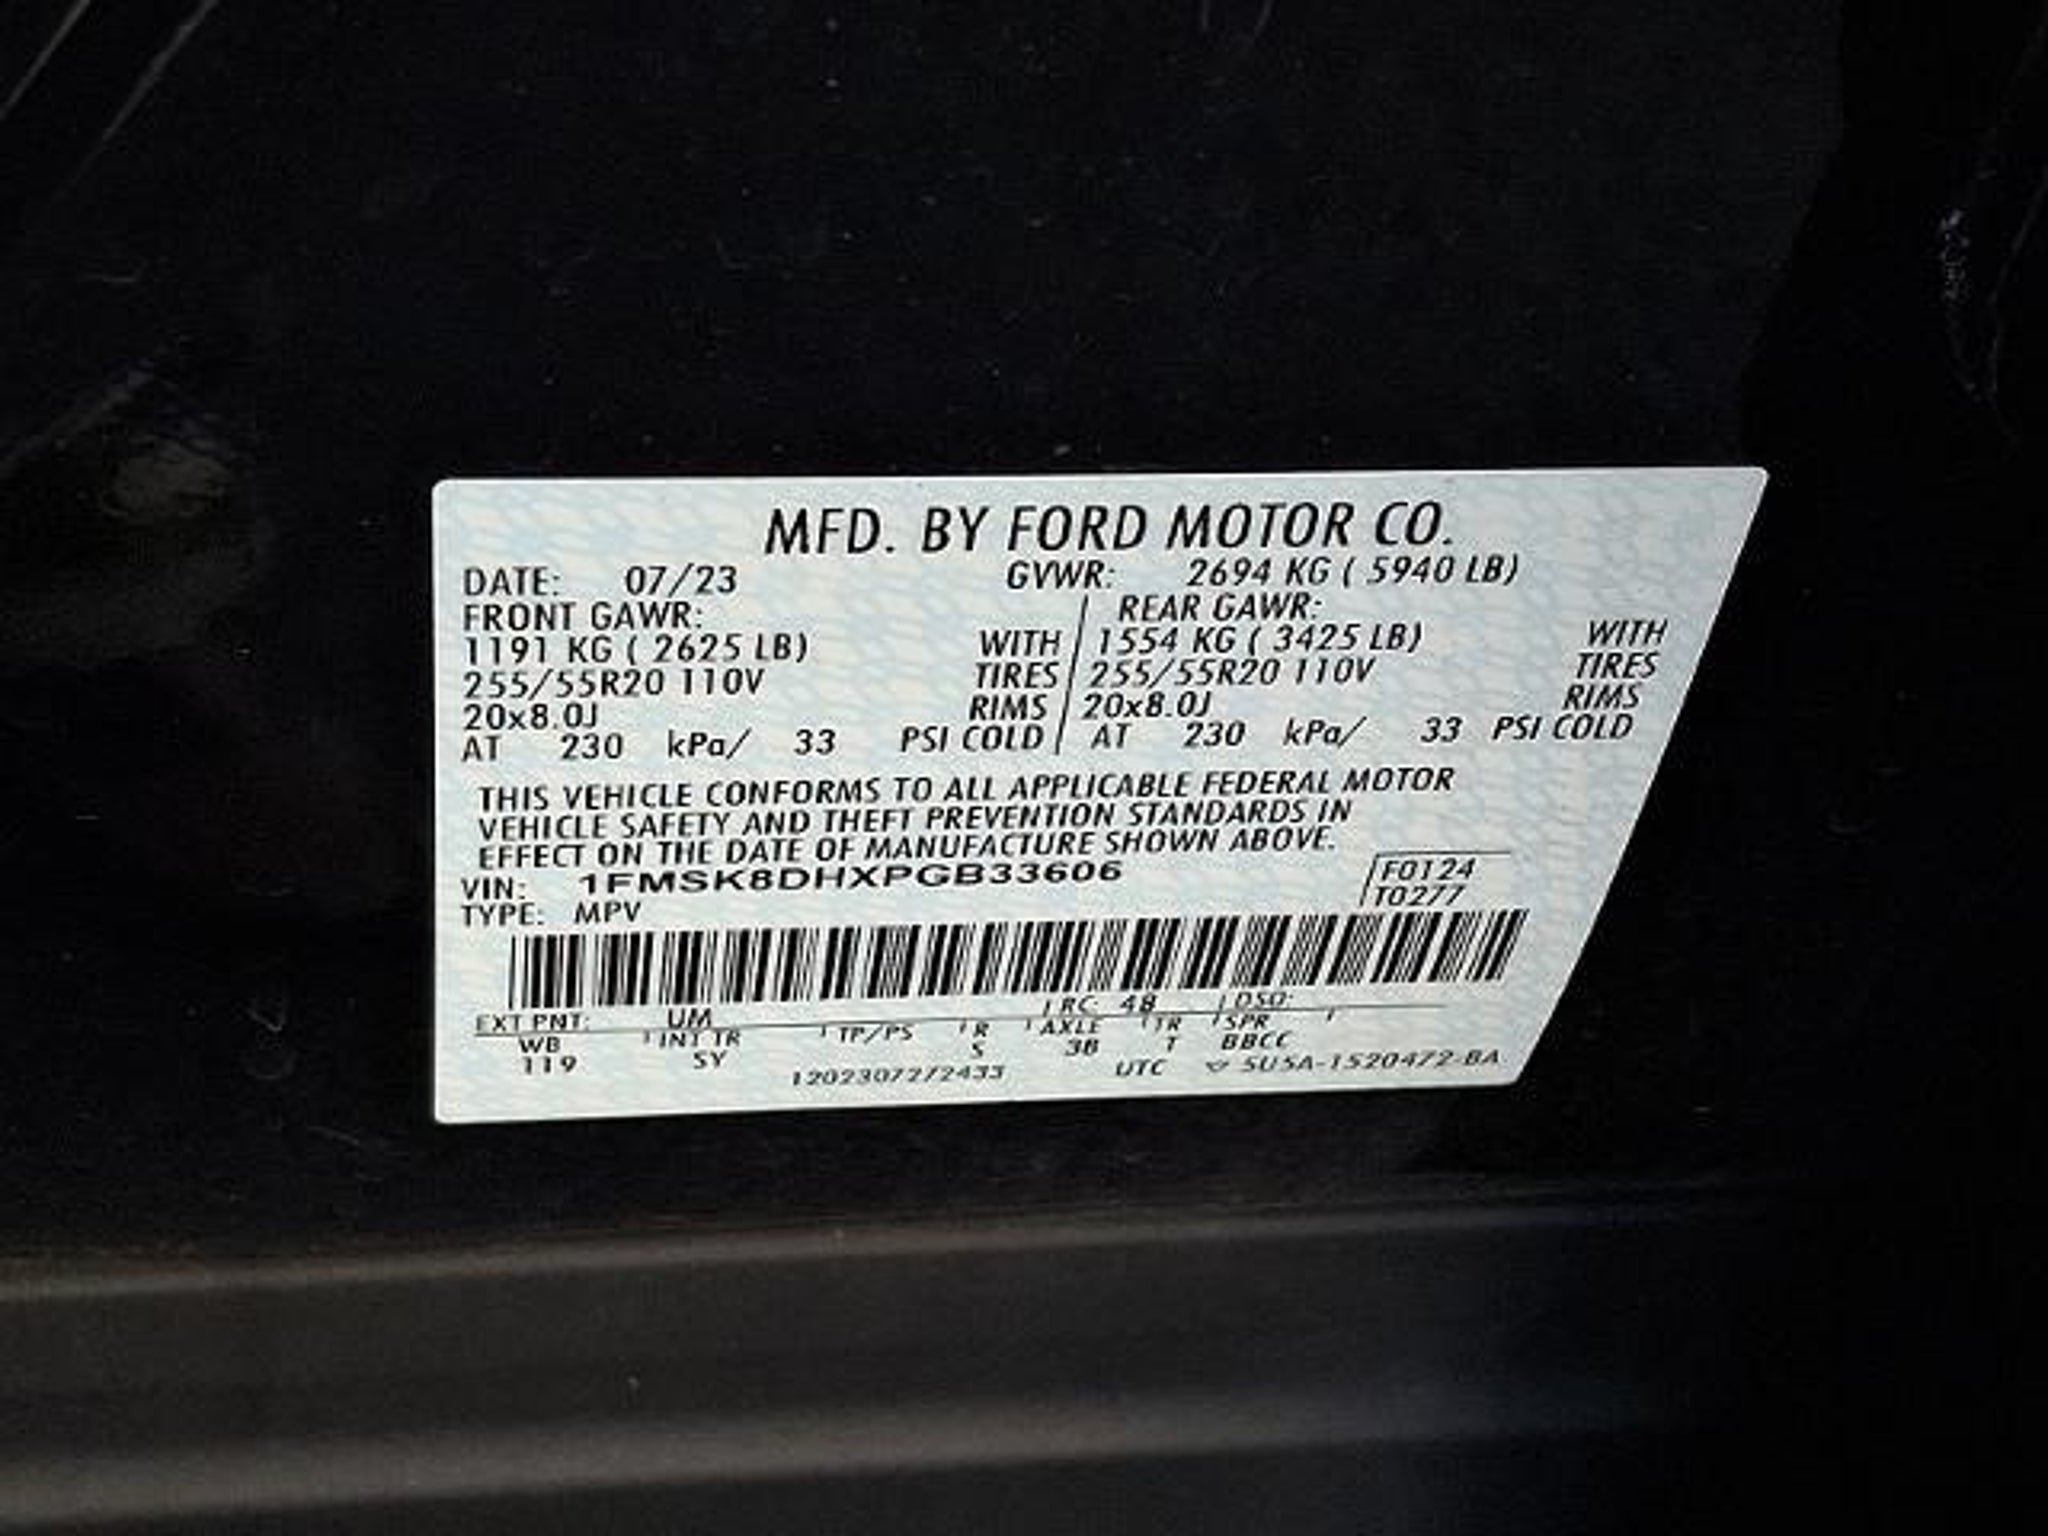 MFD. BY FORD MOTOR CO.
DATE: 07/23 GVWR: 2694 KG ( 5940 LB)
FRONT GAWR: REAR GAWR:
1191 KG ( 2625 LB) WITH 1554 KG ( 3425 LB) WITH
255/55R20 110V TIRES 255/55R20 110V TIRES
20x8.0J RIMS 20x8.0J RIMS
AT 230 kPa/ 33 PSI COLD AT 230 kPa/ 33 PSI COLD
THIS VEHICLE CONFORMS TO ALL APPLICABLE FEDERAL MOTOR
VEHICLE SAFETY AND THEFT PREVENTION STANDARDS IN
EFFECT ON THE DATE OF MANUFACTURE SHOWN ABOVE.
VIN: 1FMSK8DHXPGB33606 F0124
TYPE: MPV T0277
EXT PNT: UM RC: 48 DSO:
WB INT TR TP/PS R AXLE TR SPR
119 SY S 3B T BBCC
1202307272433 UTC 5U5A-1520472-BA